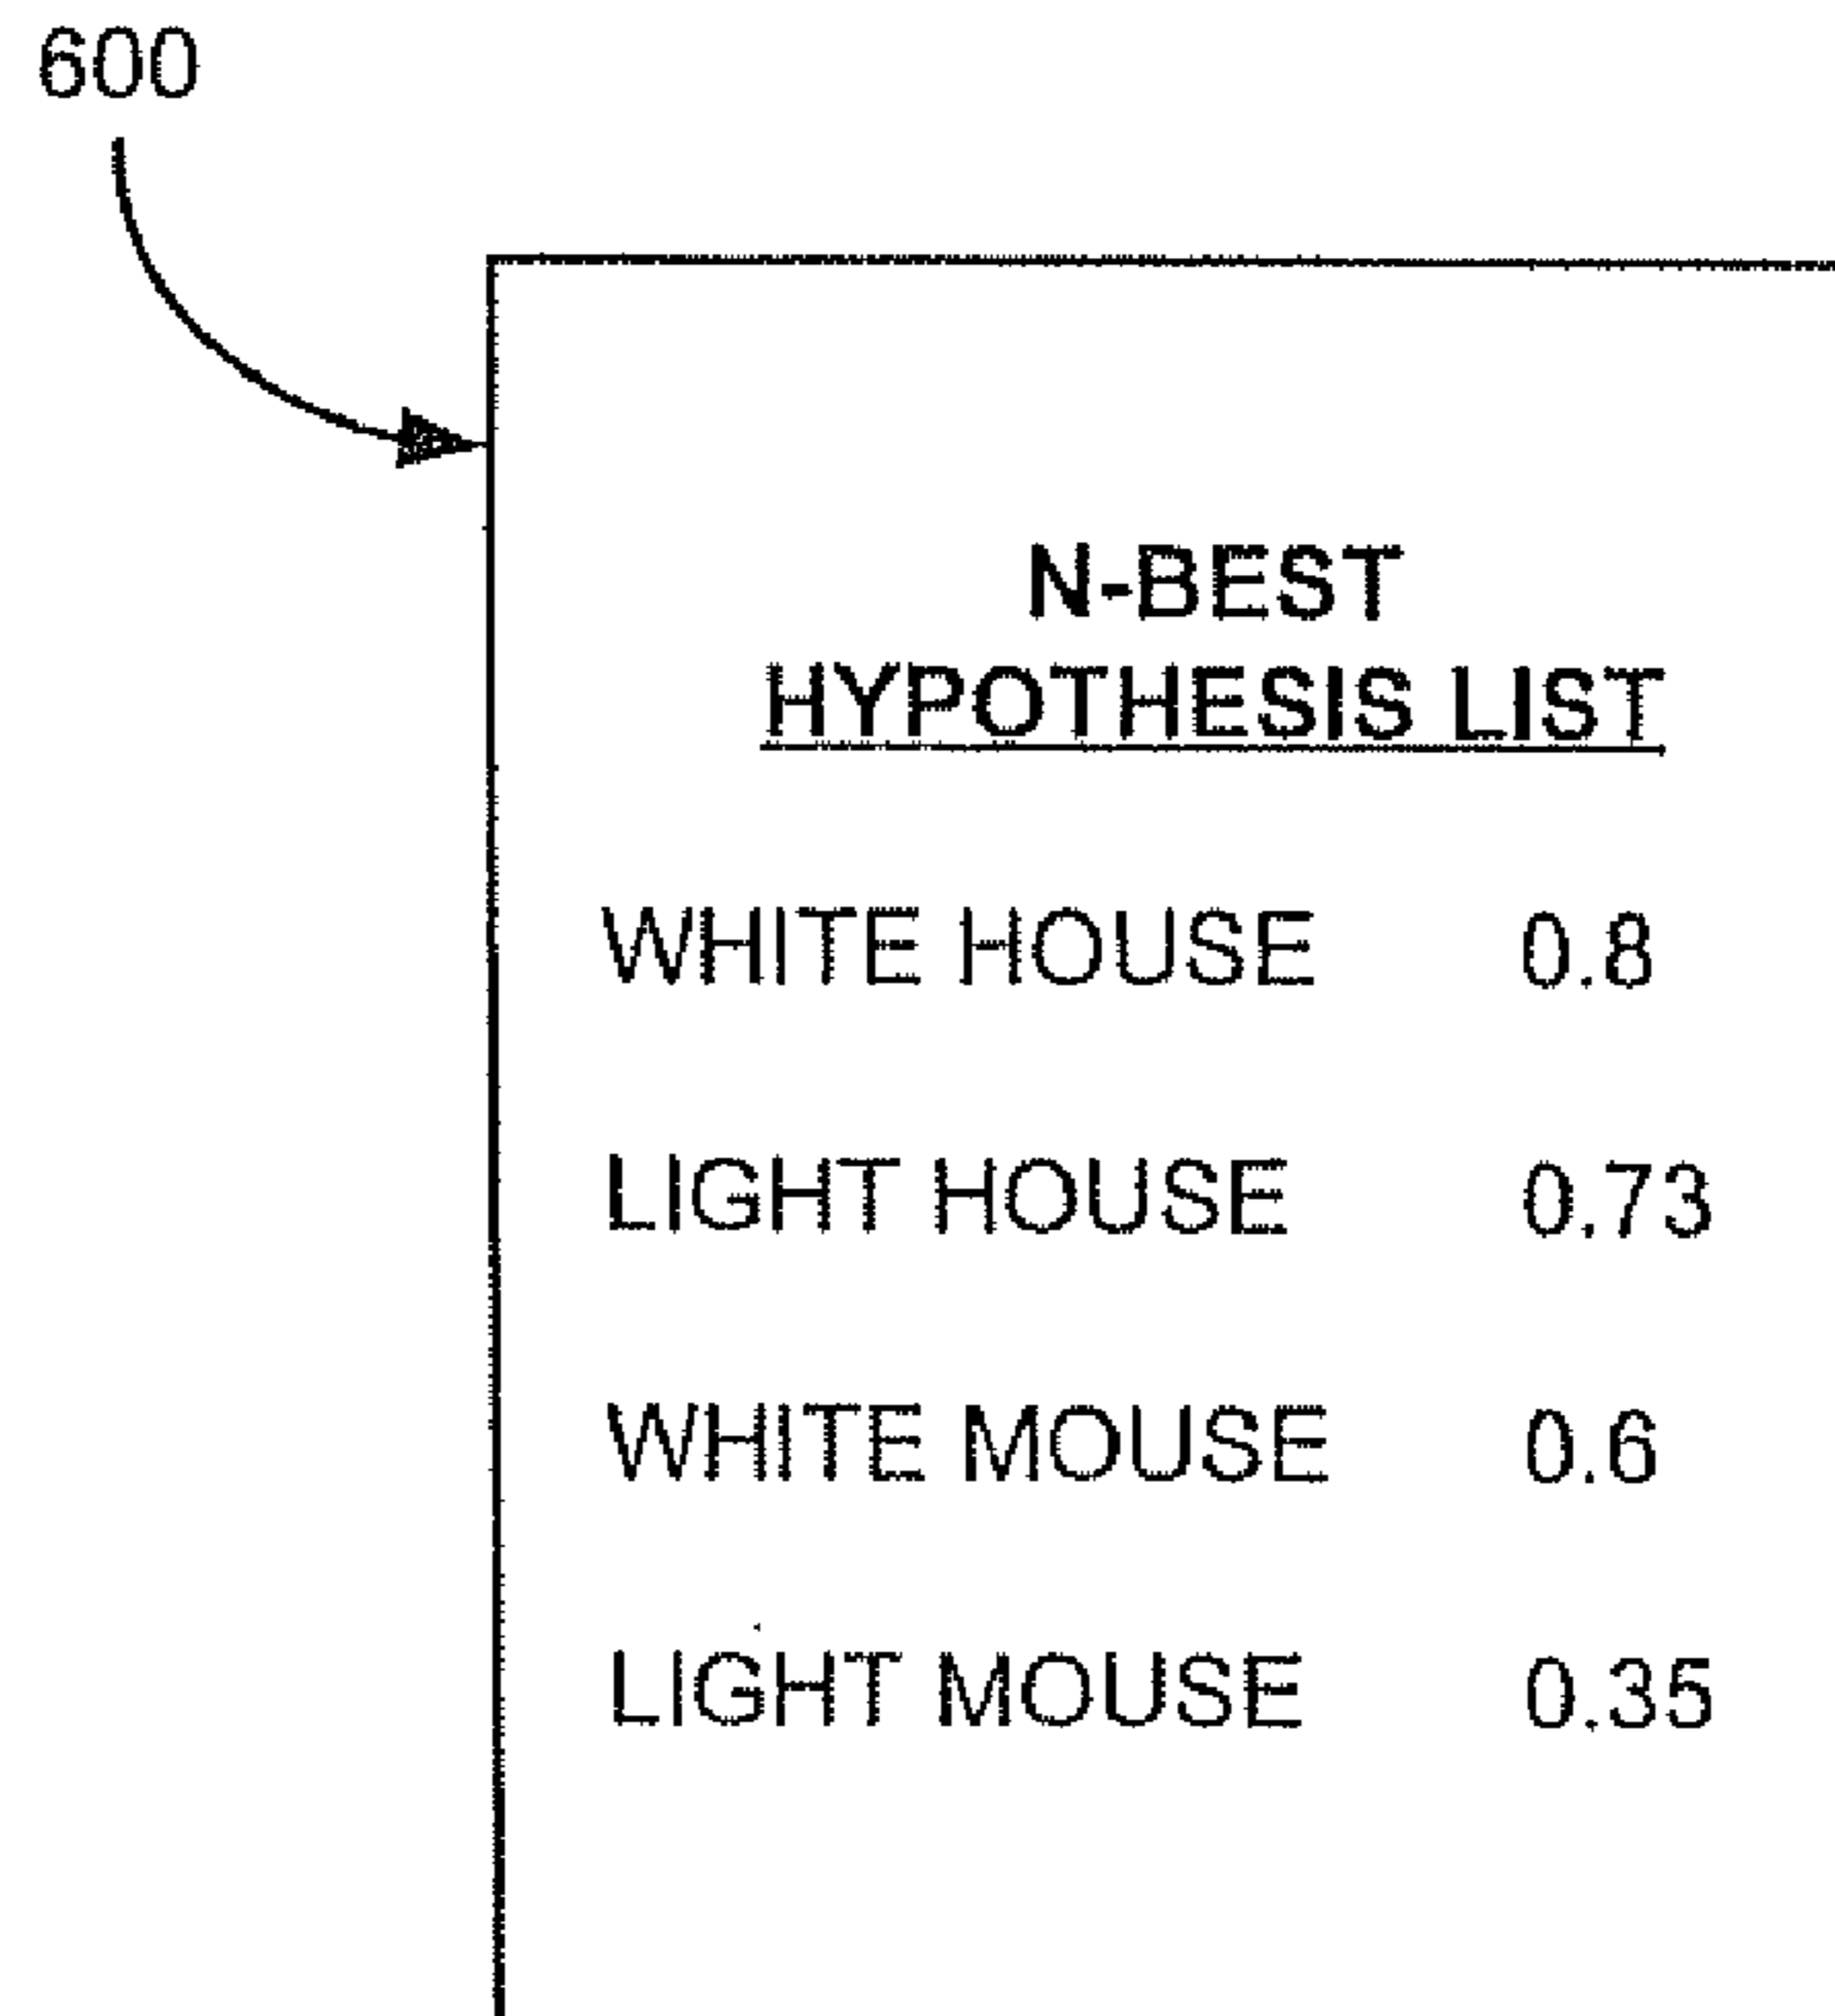 600
N-BEST
HYPOTHESIS LIST
WHITE HOUSE 0.8
LIGHT HOUSE 0.73
WHITE MOUSE 0.6
LIGHT MOUSE 0.35